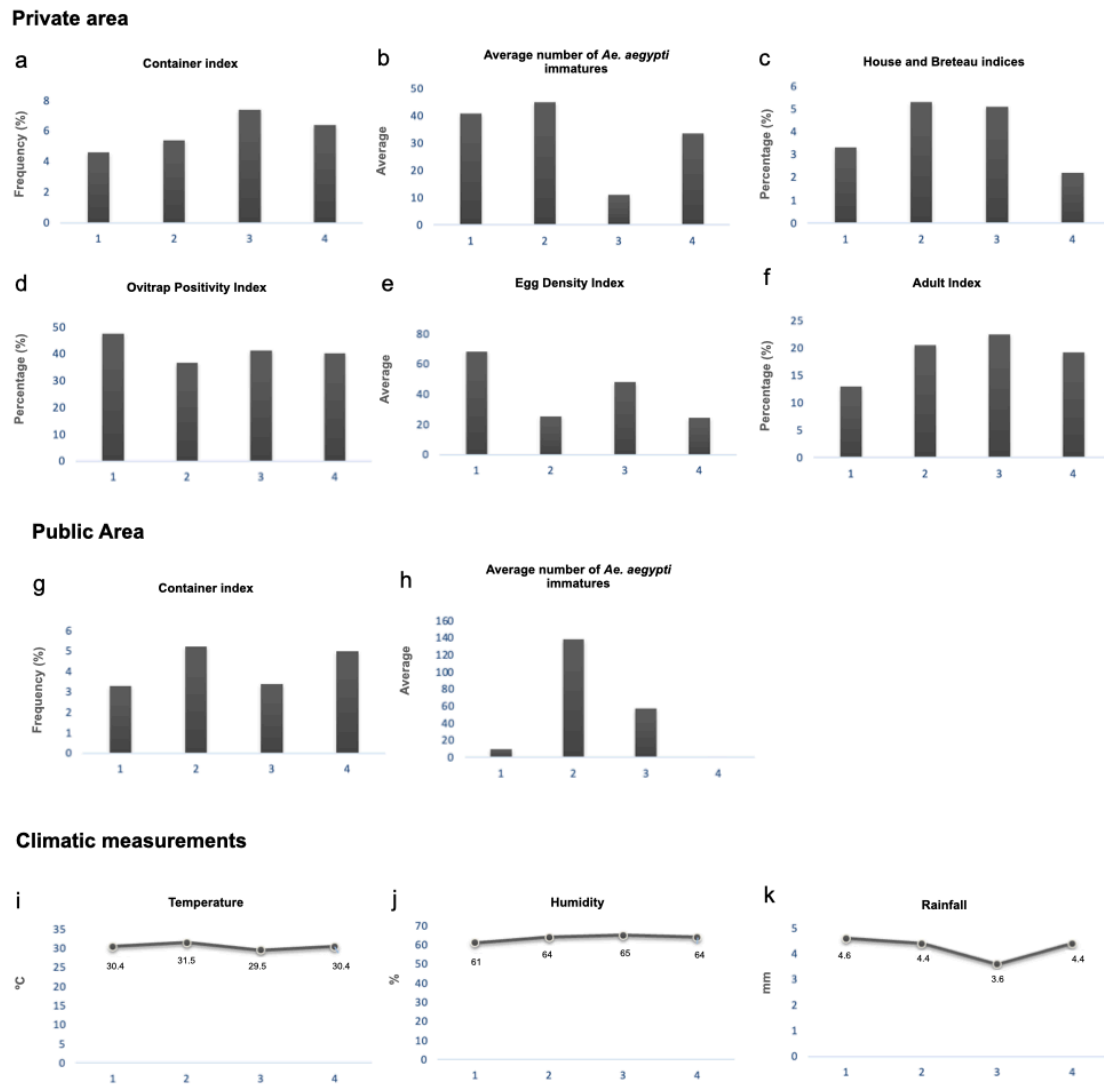 Private area
a
Container index
Frequency (%)
8
6
4
2
0
1 2 3 4
b
Average number of Ae. aegypti
immatures
Average
50
40
30
20
10
0
1 2 3 4
c
House and Breteau indices
Percentage (%)
6
5
4
3
2
1
0
1 2 3 4
d
Ovitrap Positivity Index
Percentage (%)
50
40
30
20
10
0
1 2 3 4
e
Egg Density Index
Average
80
60
40
20
0
1 2 3 4
f
Adult Index
Percentage (%)
25
20
15
10
5
0
1 2 3 4
Public Area
g
Container index
Frequency (%)
6
5
4
3
2
1
0
1 2 3 4
h
Average number of Ae. aegypti
immatures
Average
160
140
120
100
80
60
40
20
0
1 2 3 4
Climatic measurements
i
Temperature
ºC
35
30
25
20
15
10
5
0
30.4 31.5 29.5 30.4
1 2 3 4
j
Humidity
%
70
60
50
40
30
20
10
0
61 64 65 64
1 2 3 4
k
Rainfall
mm
5
4
3
2
1
0
4.6 4.4 3.6 4.4
1 2 3 4